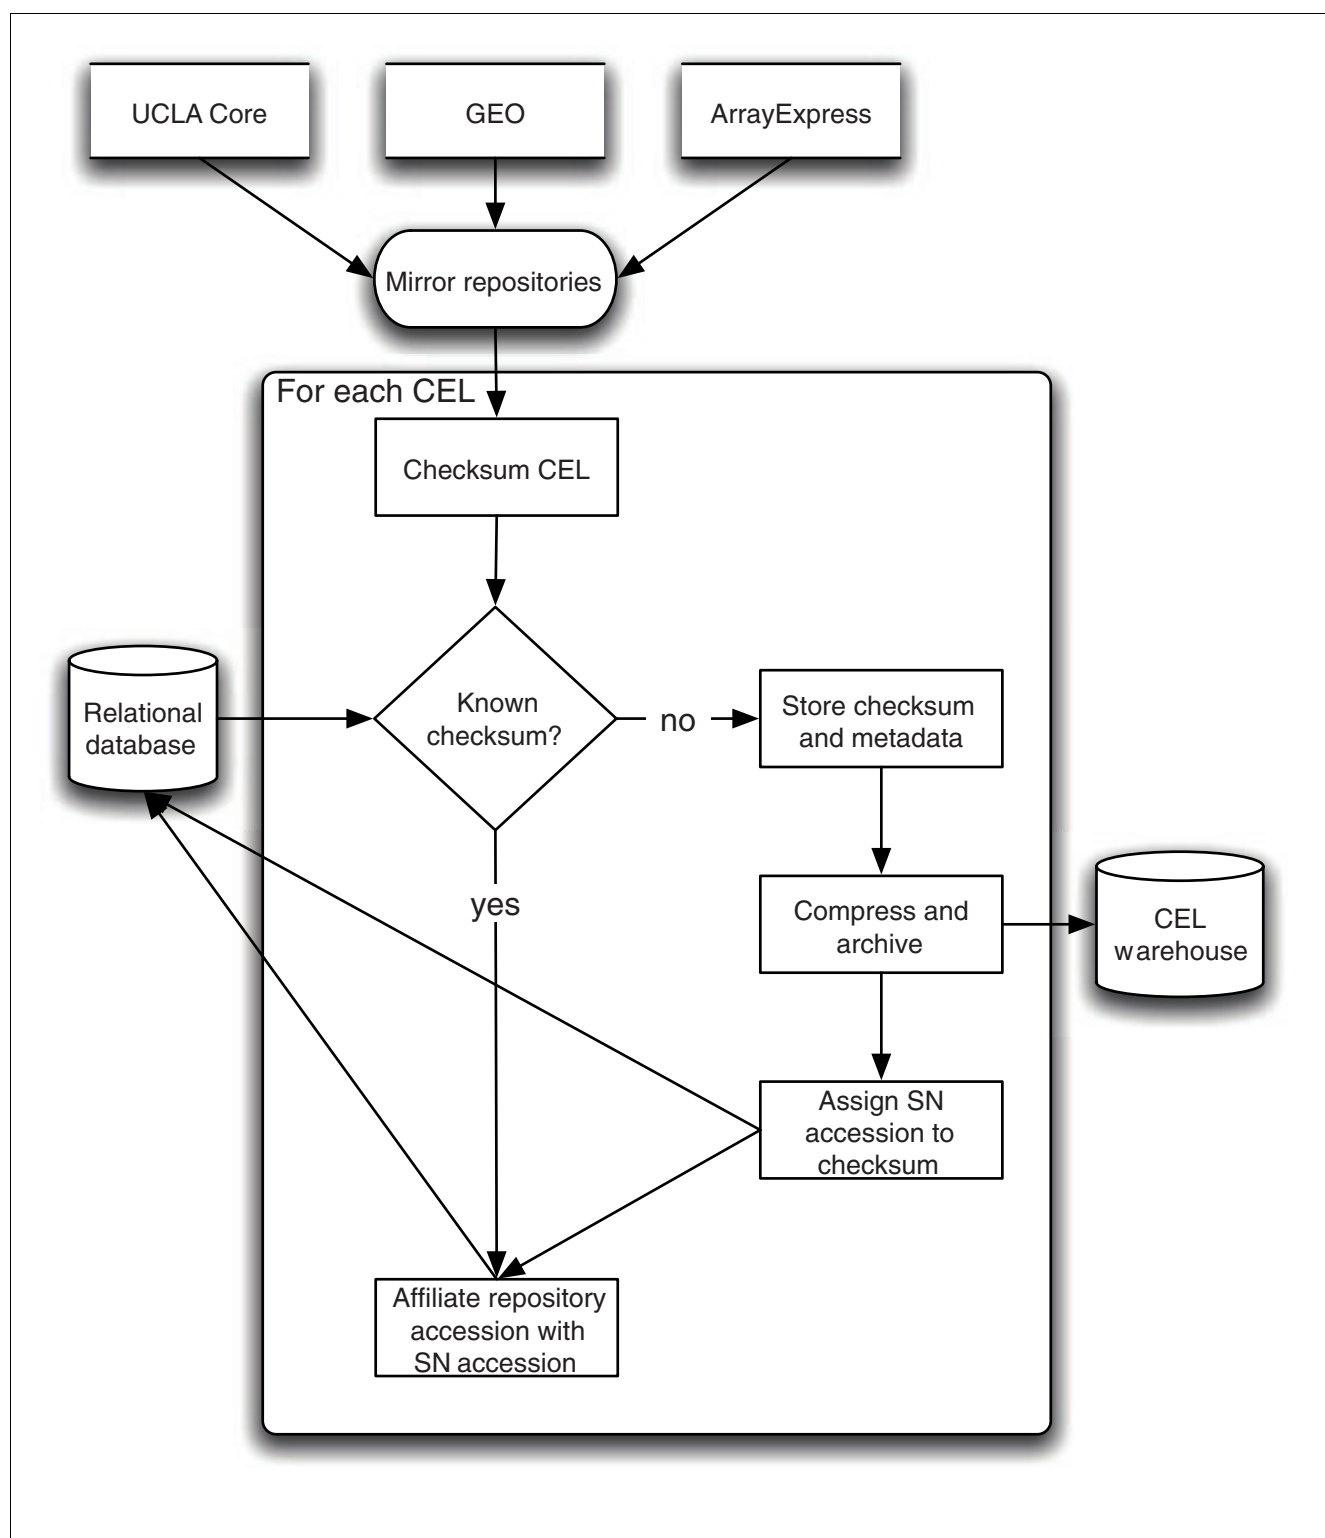 UCLA Core
GEO
ArrayExpress
Mirror repositories
For each CEL
Checksum CEL
Relational
database
Known
checksum?
no
Store checksum
and metadata
yes
Compress and
archive
CEL
warehouse
Assign SN
accession to
checksum
Affiliate repository
accession with
SN accession